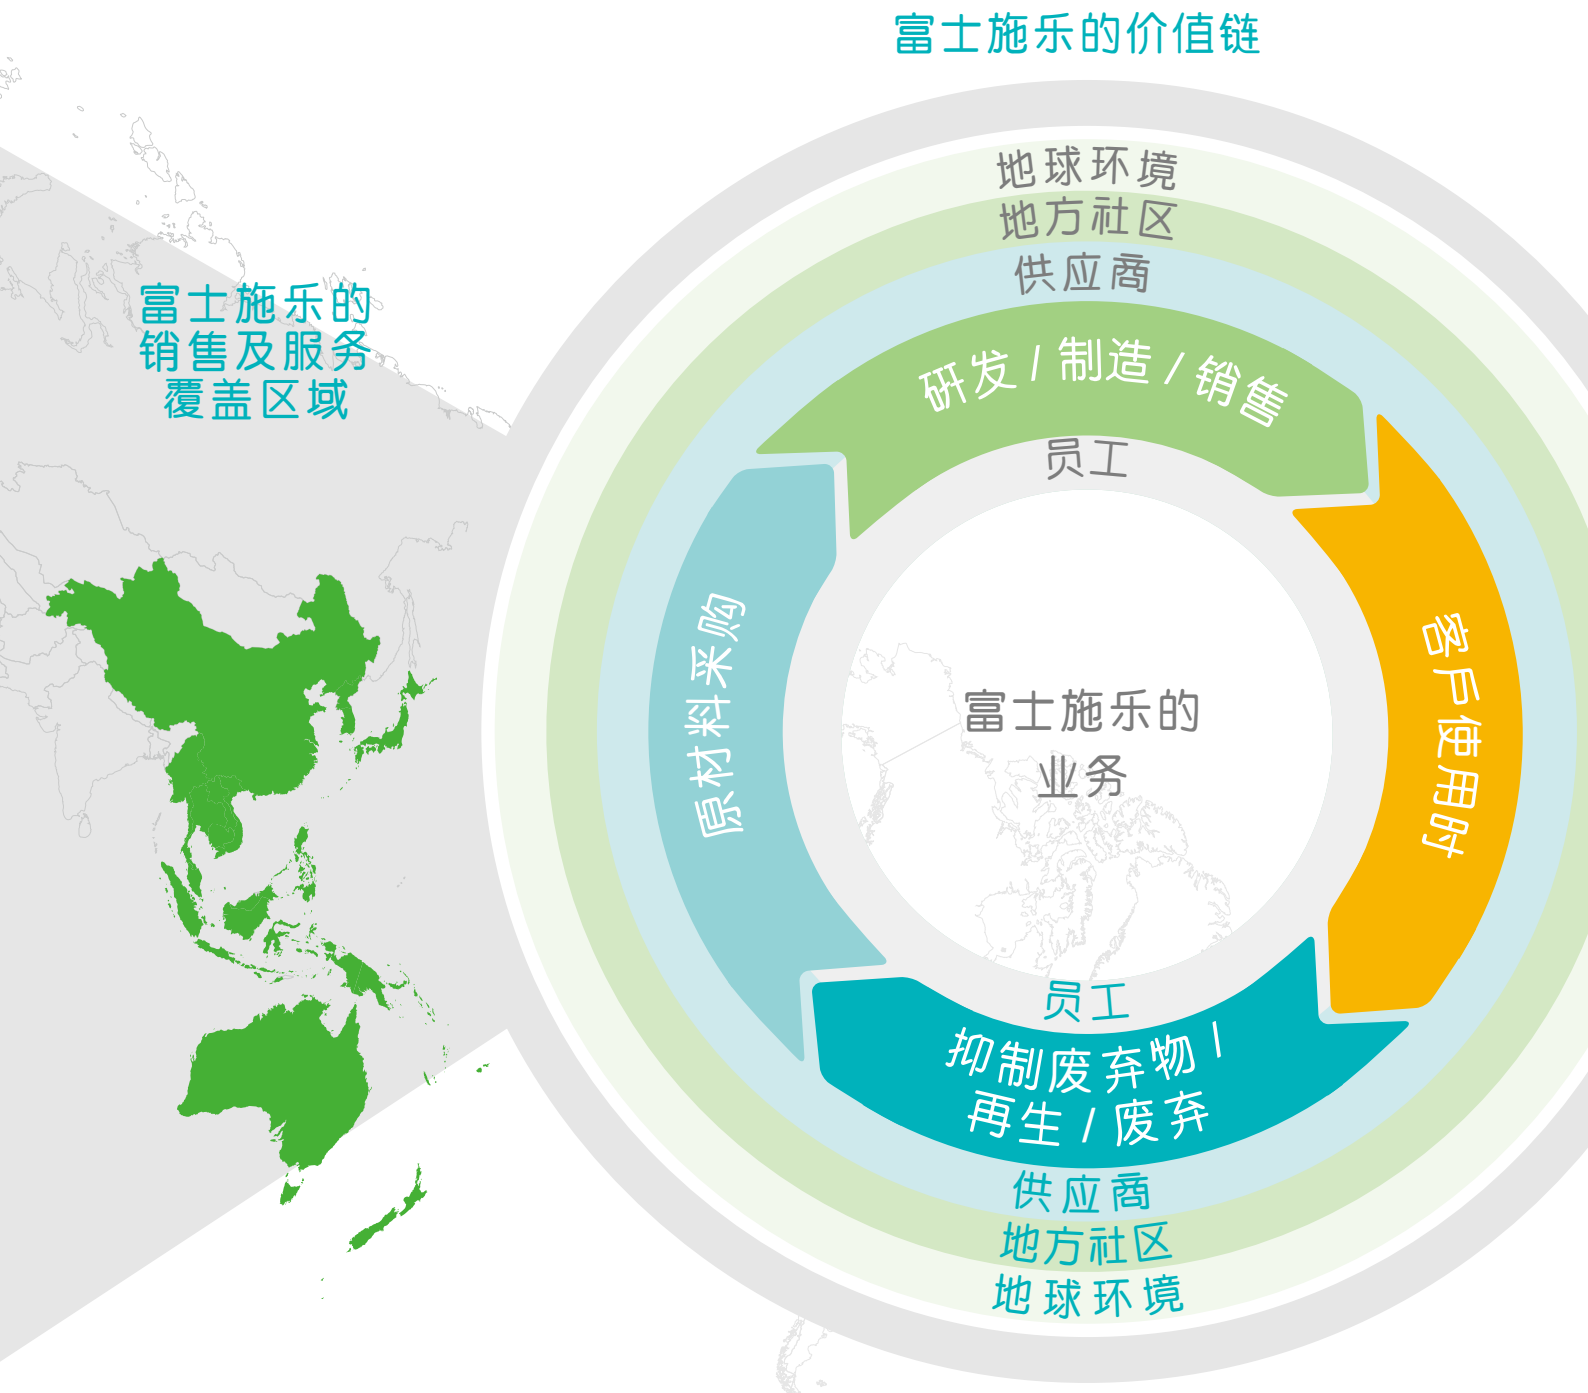 富士施乐的价值链
地球环境
地方社区
供应商
研发 / 制造 / 销售
员工
富士施乐的
销售及服务
覆盖区域
原材料采购
客戶使用时
富士施乐的
业务
员工
抑制废弃物 /
再生 / 废弃
供应商
地方社区
地球环境